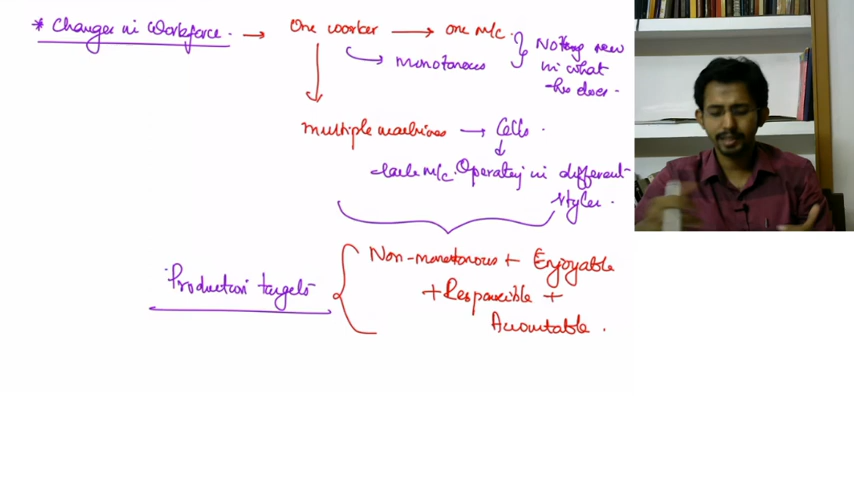 * Changes in Workforce. → One worker → one m/c.
→ monotonous
Nothing new
in what
he does.
multiple machines → Cells.
↓
each m/c. Operating in different
styles.
Non-monotonous + Enjoyable
+ Responsible +
Accountable.
Production targets